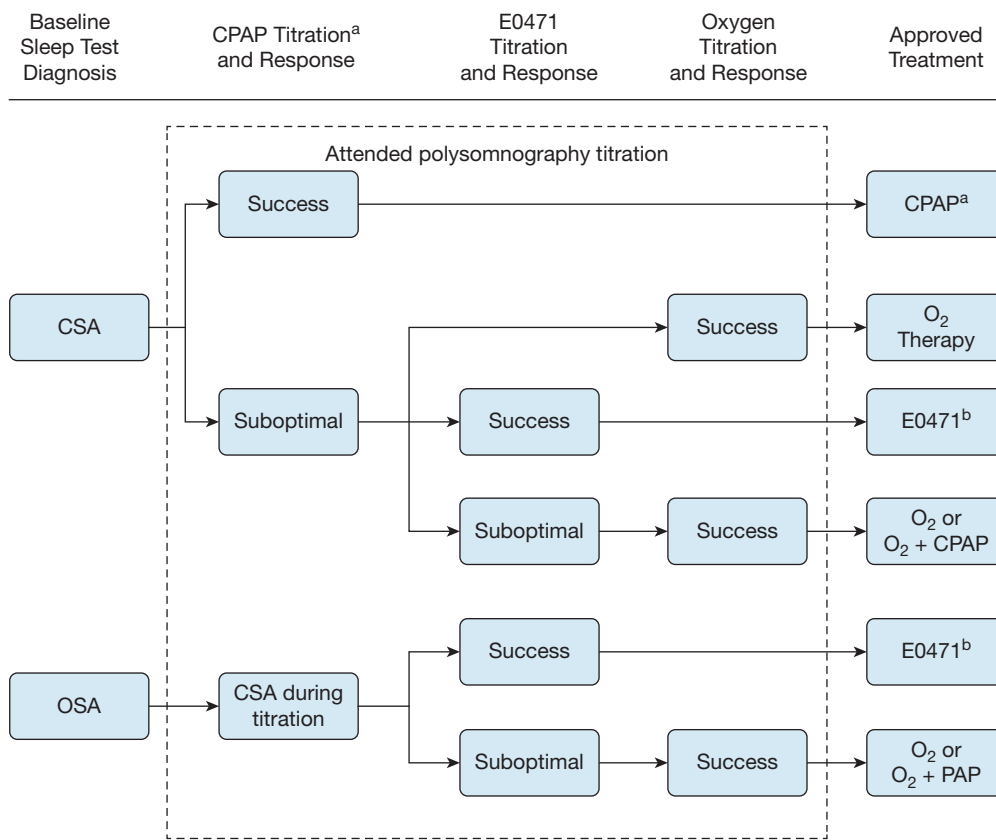 Baseline
Sleep Test
Diagnosis
CPAP Titrationᵃ
and Response
E0471
Titration
and Response
Oxygen
Titration
and Response
Approved
Treatment
Attended polysomnography titration
Success
CPAPᵃ
CSA
Success
O₂
Therapy
Suboptimal
Success
E0471ᵇ
Suboptimal
Success
O₂ or
O₂ + CPAP
Success
E0471ᵇ
OSA
CSA during
titration
Suboptimal
Success
O₂ or
O₂ + PAP